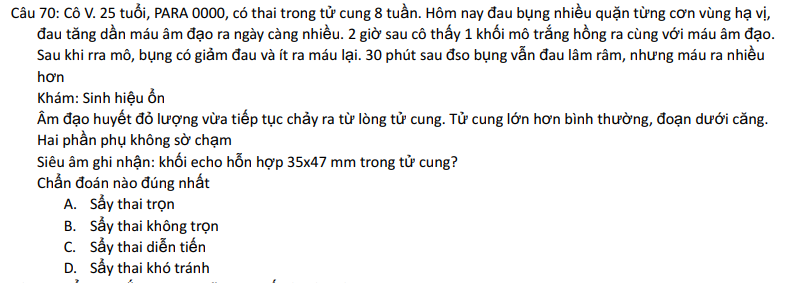 Câu 70: Cô V. 25 tuổi, PARA 0000, có thai trong tử cung 8 tuần. Hôm nay đau bụng nhiều quặn từng cơn vùng hạ vị,
đau tăng dần máu âm đạo ra ngày càng nhiều. 2 giờ sau cô thấy 1 khối mô trắng hồng ra cùng với máu âm đạo.
Sau khi rra mô, bụng có giảm đau và ít ra máu lại. 30 phút sau đso bụng vẫn đau lâm râm, nhưng máu ra nhiều
hơn
Khám: Sinh hiệu ổn
Âm đạo huyết đỏ lượng vừa tiếp tục chảy ra từ lòng tử cung. Tử cung lớn hơn bình thường, đoạn dưới căng.
Hai phần phụ không sờ chạm
Siêu âm ghi nhận: khối echo hỗn hợp 35x47 mm trong tử cung?
Chẩn đoán nào đúng nhất
A. Sẩy thai trọn
B. Sẩy thai không trọn
C. Sẩy thai diễn tiến
D. Sẩy thai khó tránh